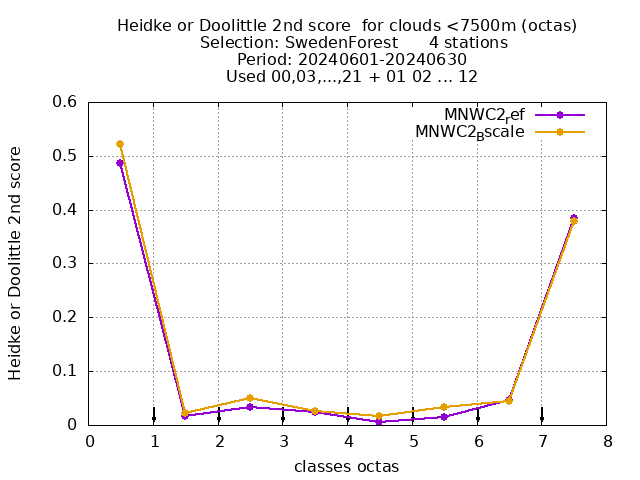 Heidke or Doolittle 2nd score  for clouds <7500m (octas)
Selection: SwedenForest      4 stations
Period: 20240601-20240630
Used 00,03,...,21 + 01 02 ... 12
MNWC2ref
MNWC2Bscale
Heidke or Doolittle 2nd score
0.6
0.5
0.4
0.3
0.2
0.1
0
0 1 2 3 4 5 6 7 8
classes octas